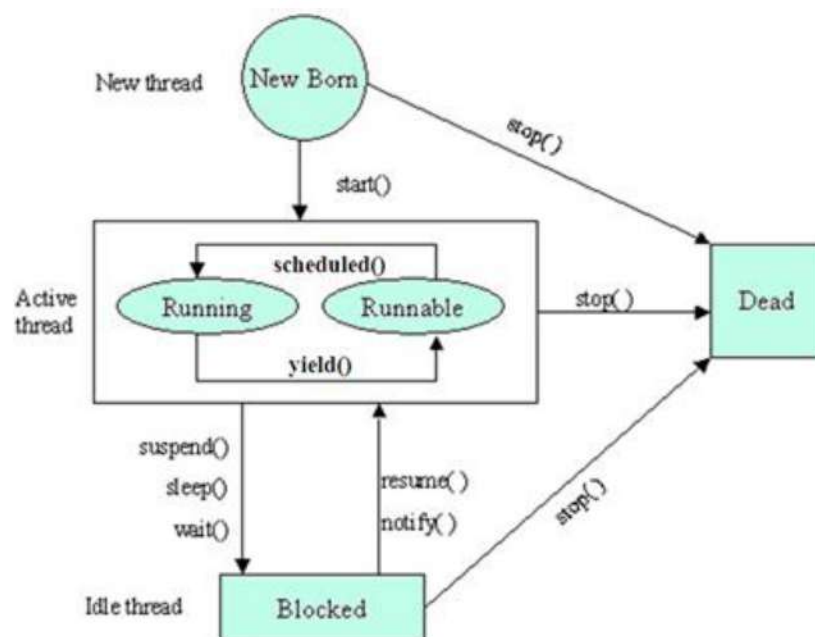 New thread
New Born
stop( )
start()
scheduled()
Active
thread
Running
Runnable
stop( )
Dead
yield()
suspend()
sleep()
wait()
resume( )
notify( )
stop( )
Idle thread
Blocked